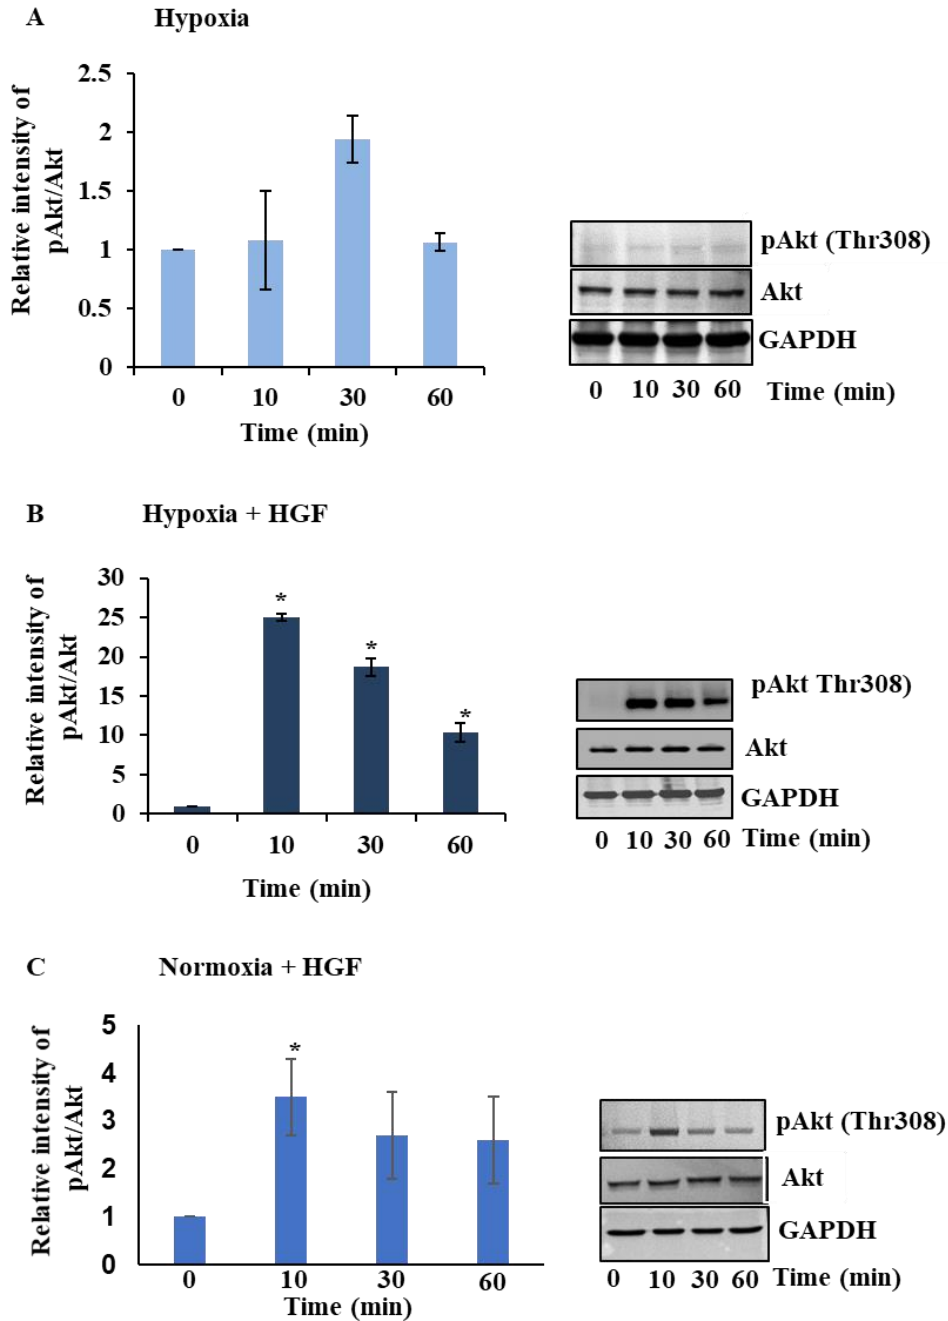 A Hypoxia
Relative intensity of
pAkt/Akt
2.5
2
1.5
1
0.5
0
0 10 30 60
Time (min)
pAkt (Thr308)
Akt
GAPDH
0 10 30 60 Time (min)
B Hypoxia + HGF
Relative intensity of
pAkt/Akt
30
25
20
15
10
5
0
* * *
0 10 30 60
Time (min)
pAkt Thr308)
Akt
GAPDH
0 10 30 60 Time (min)
C Normoxia + HGF
Relative intensity of
pAkt/Akt
5
4
3
2
1
0
*
0 10 30 60
Time (min)
pAkt (Thr308)
Akt
GAPDH
0 10 30 60 Time (min)